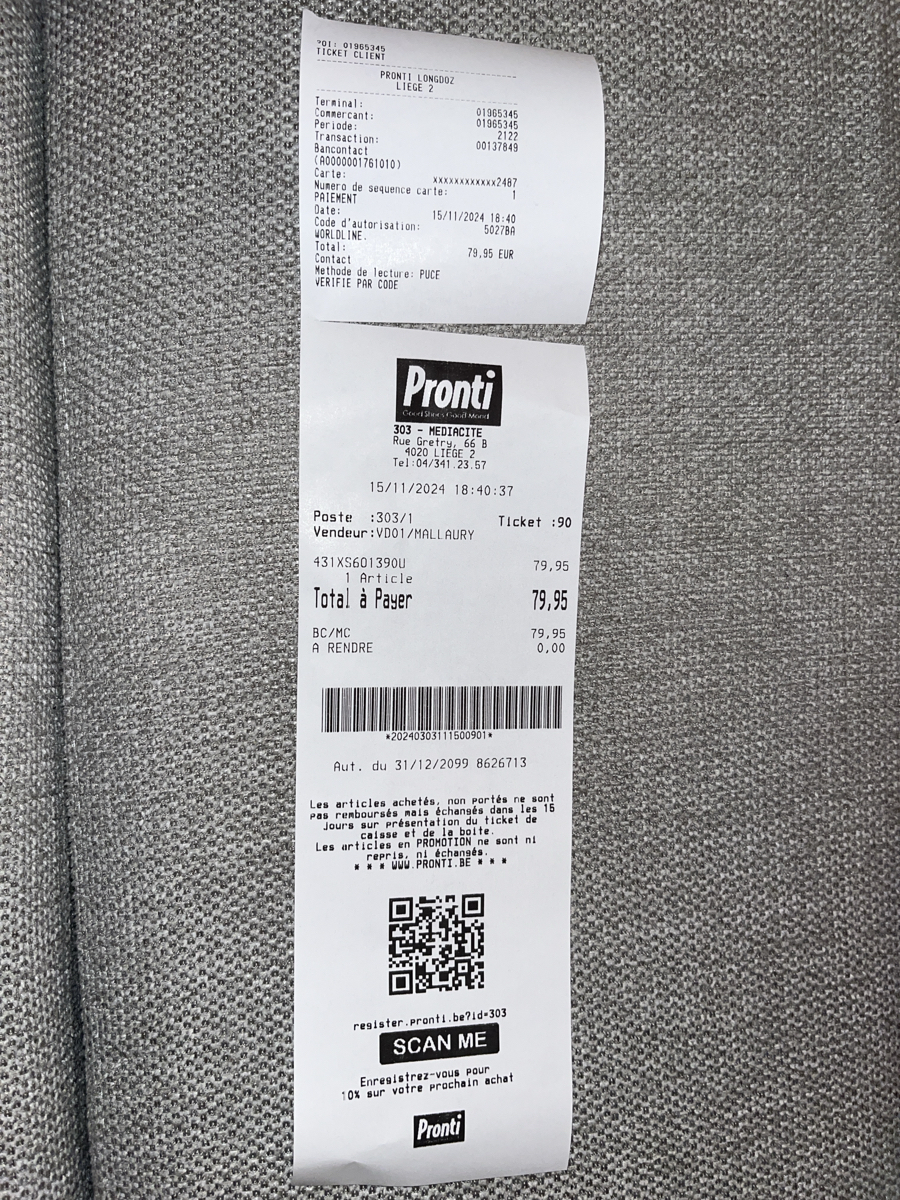 POI: 01965345
TICKET CLIENT
PRONTI LONGDOZ
LIEGE 2
Terminal: 01965345
Commercant: 01965345
Periode: 2122
Transaction: 00137849
Bancontact
(A0000001761010)
Carte: xxxxxxxxxxxx2487
Numero de sequence carte: 1
PAIEMENT
Date: 15/11/2024 18:40
Code d'autorisation: 5027BA
WORLDLINE.
Total: 79,95 EUR
Contact
Methode de lecture: PUCE
VERIFIE PAR CODE
Pronti
Good Shoes Good Mood
303 - MEDIACITE
Rue Gretry, 66 B
4020 LIEGE 2
Tel:04/341.23.57
15/11/2024 18:40:37
Poste :303/1 Ticket :90
Vendeur:VD01/MALLAURY
431XS601390U 79,95
1 Article
Total à Payer 79,95
BC/MC 79,95
A RENDRE 0,00
*20240303111500901*
Aut. du 31/12/2099 8626713
Les articles achetés, non portés ne sont
pas remboursés mais échangés dans les 15
Jours sur présentation du ticket de
caisse et de la boite.
Les articles en PROMOTION ne sont ni
repris, ni échangés.
* * * WWW.PRONTI.BE * * *
register.pronti.be?id=303
SCAN ME
Enregistrez-vous pour
10% sur votre prochain achat
Pronti